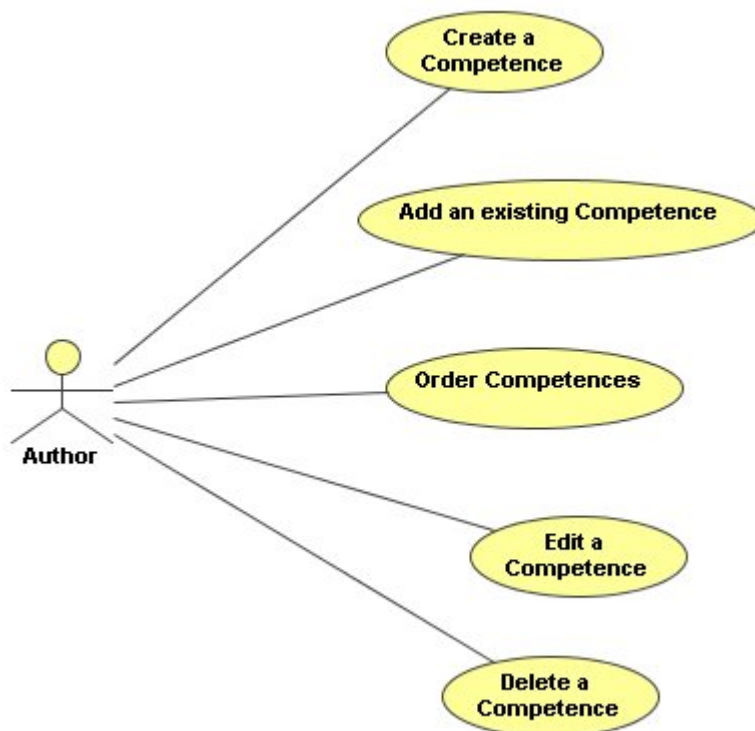 Create a
Competence
Add an existing Competence
Order Competences
Author
Edit a
Competence
Delete a
Competence